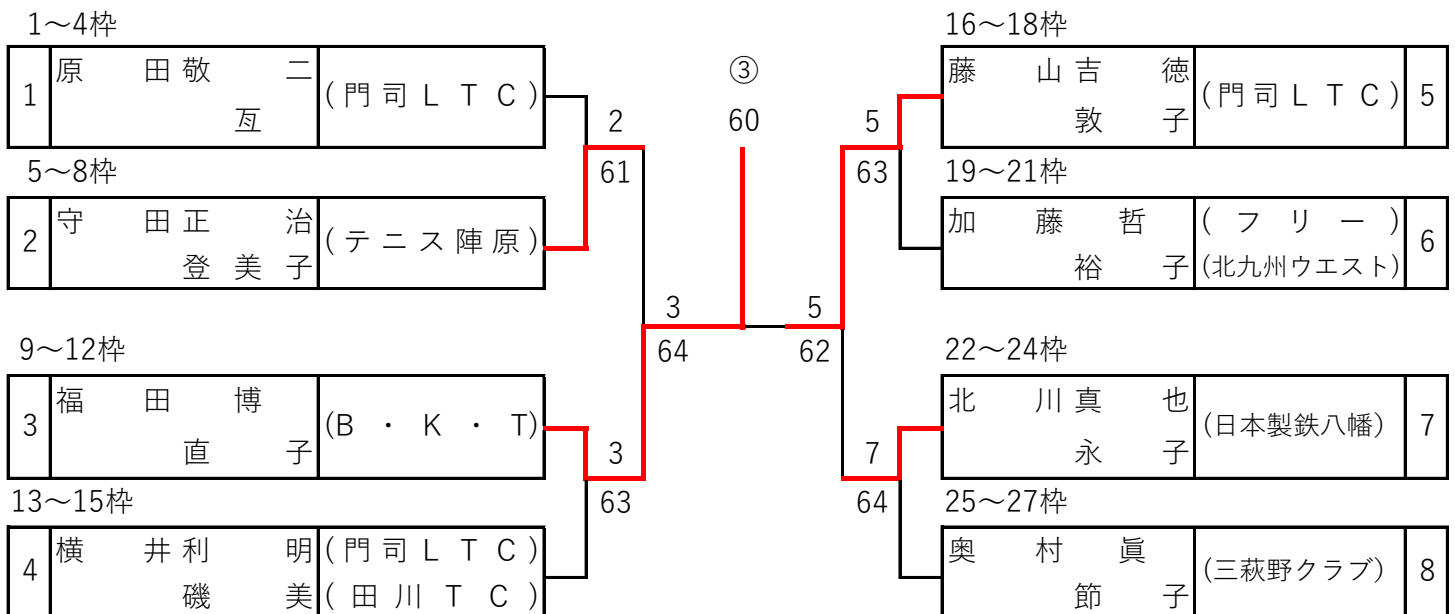 1～4枠
1 原 田 敬 二 (門司LTC)
亙
2
61
5～8枠
2 守 田 正 治 (テニス陣原)
登 美 子
3
64
9～12枠
3 福 田 博 (B・K・T)
直 子
3
63
13～15枠
4 横 井 利 明 (門司LTC)
磯 美 (田川TC)
③
60
16～18枠
藤 山 吉 徳 (門司LTC) 5
敦 子
5
63
19～21枠
加 藤 哲 (フリー) 6
裕 子 (北九州ウエスト)
5
62
22～24枠
北 川 真 也 (日本製鉄八幡) 7
永 子
7
64
25～27枠
奥 村 眞 (三萩野クラブ) 8
節 子